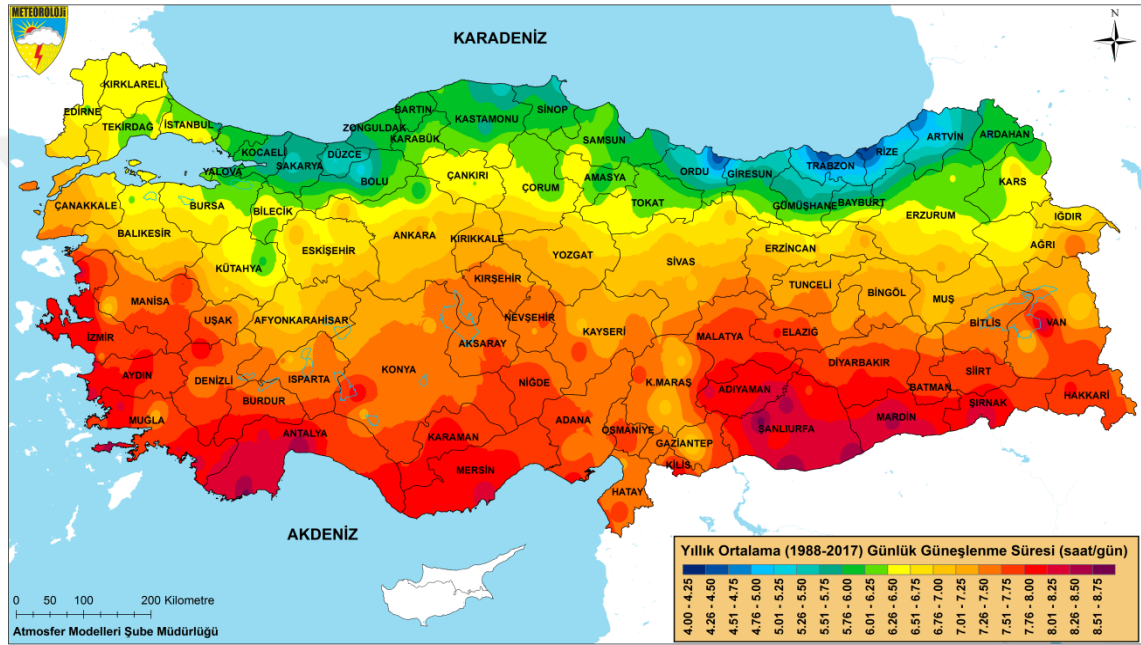 METEOROLOJİ
N
KARADENİZ
KIRKLARELİ
EDİRNE
TEKİRDAĞ
İSTANBUL
BARTIN
KASTAMONU
SİNOP
ZONGULDAK
KARABÜK
SAMSUN
ARTVİN
ARDAHAN
KOCAELİ
DÜZCE
SAKARYA
YALOVA
BOLU
ÇANKIRI
ÇORUM
AMASYA
ORDU
GİRESUN
TRABZON
RİZE
KARS
ÇANAKKALE
BURSA
BİLECİK
TOKAT
GÜMÜŞHANE
BAYBURT
ERZURUM
IĞDIR
BALIKESİR
ESKİŞEHİR
ANKARA
KIRIKKALE
YOZGAT
SİVAS
ERZİNCAN
AĞRI
KÜTAHYA
KIRŞEHİR
TUNCELİ
BİNGÖL
MUŞ
MANİSA
UŞAK
AFYONKARAHİSAR
NEVŞEHİR
KAYSERİ
MALATYA
ELAZIĞ
BİTLİS
VAN
İZMİR
AKSARAY
AYDIN
DENİZLİ
ISPARTA
KONYA
NİĞDE
K.MARAŞ
ADIYAMAN
DİYARBAKIR
SİİRT
BATMAN
BURDUR
MUĞLA
ANTALYA
KARAMAN
ADANA
OSMANİYE
GAZİANTEP
ŞANLIURFA
MARDİN
ŞIRNAK
HAKKARİ
MERSİN
KİLİS
HATAY
AKDENİZ
Yıllık Ortalama (1988-2017) Günlük Güneşlenme Süresi (saat/gün)
4.00 - 4.25
4.26 - 4.50
4.51 - 4.75
4.76 - 5.00
5.01 - 5.25
5.26 - 5.50
5.51 - 5.75
5.76 - 6.00
6.01 - 6.25
6.26 - 6.50
6.51 - 6.75
6.76 - 7.00
7.01 - 7.25
7.26 - 7.50
7.51 - 7.75
7.76 - 8.00
8.01 - 8.25
8.26 - 8.50
8.51 - 8.75
0 50 100 200 Kilometre
Atmosfer Modelleri Şube Müdürlüğü